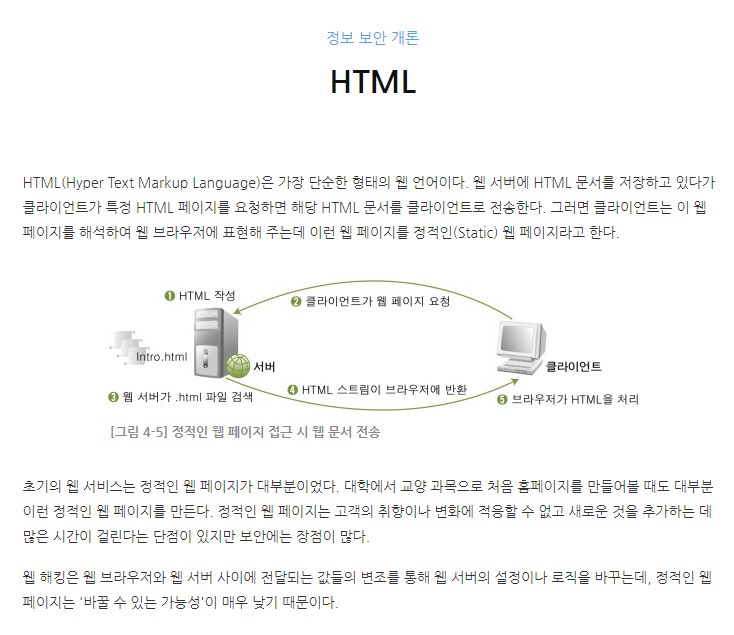 정보 보안 개론
HTML
HTML(Hyper Text Markup Language)은 가장 단순한 형태의 웹 언어이다. 웹 서버에 HTML 문서를 저장하고 있다가
클라이언트가 특정 HTML 페이지를 요청하면 해당 HTML 문서를 클라이언트로 전송한다. 그러면 클라이언트는 이 웹
페이지를 해석하여 웹 브라우저에 표현해 주는데 이런 웹 페이지를 정적인(Static) 웹 페이지라고 한다.
❶ HTML 작성
❷ 클라이언트가 웹 페이지 요청
Intro.html
서버
클라이언트
❸ 웹 서버가 .html 파일 검색
❹ HTML 스트림이 브라우저에 반환
❺ 브라우저가 HTML을 처리
[그림 4-5] 정적인 웹 페이지 접근 시 웹 문서 전송
초기의 웹 서비스는 정적인 웹 페이지가 대부분이었다. 대학에서 교양 과목으로 처음 홈페이지를 만들어볼 때도 대부분
이런 정적인 웹 페이지를 만든다. 정적인 웹 페이지는 고객의 취향이나 변화에 적응할 수 없고 새로운 것을 추가하는 데
많은 시간이 걸린다는 단점이 있지만 보안에는 장점이 많다.
웹 해킹은 웹 브라우저와 웹 서버 사이에 전달되는 값들의 변조를 통해 웹 서버의 설정이나 로직을 바꾸는데, 정적인 웹
페이지는 '바꿀 수 있는 가능성'이 매우 낮기 때문이다.